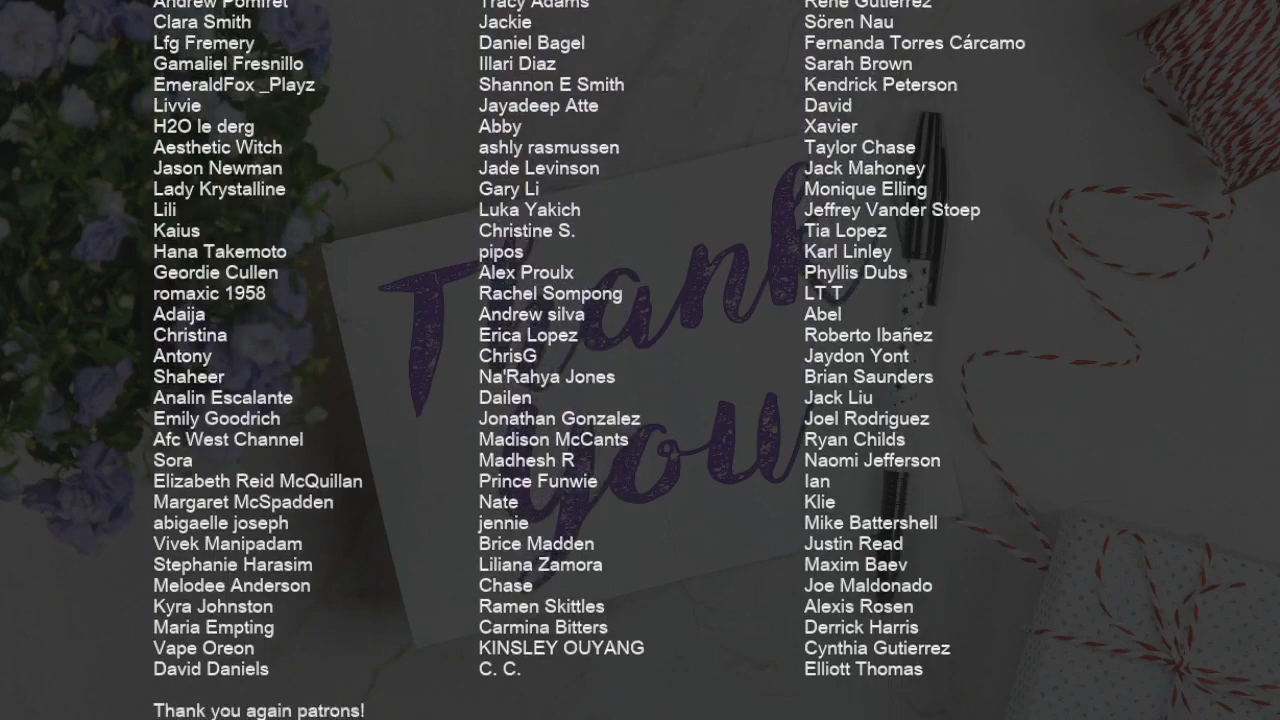 Andrew Pomfret
Clara Smith
Lfg Fremery
Gamaliel Fresnillo
EmeraldFox _Playz
Livvie
H2O le derg
Aesthetic Witch
Jason Newman
Lady Krystalline
Lili
Kaius
Hana Takemoto
Geordie Cullen
romaxic 1958
Adaija
Christina
Antony
Shaheer
Analin Escalante
Emily Goodrich
Afc West Channel
Sora
Elizabeth Reid McQuillan
Margaret McSpadden
abigaelle joseph
Vivek Manipadam
Stephanie Harasim
Melodee Anderson
Kyra Johnston
Maria Empting
Vape Oreon
David Daniels
Tracy Adams
Jackie
Daniel Bagel
Illari Diaz
Shannon E Smith
Jayadeep Atte
Abby
ashly rasmussen
Jade Levinson
Gary Li
Luka Yakich
Christine S.
pipos
Alex Proulx
Rachel Sompong
Andrew silva
Erica Lopez
ChrisG
Na'Rahya Jones
Dailen
Jonathan Gonzalez
Madison McCants
Madhesh R
Prince Funwie
Nate
jennie
Brice Madden
Liliana Zamora
Chase
Ramen Skittles
Carmina Bitters
KINSLEY OUYANG
C. C.
Rene Gutierrez
Sören Nau
Fernanda Torres Cárcamo
Sarah Brown
Kendrick Peterson
David
Xavier
Taylor Chase
Jack Mahoney
Monique Elling
Jeffrey Vander Stoep
Tia Lopez
Karl Linley
Phyllis Dubs
LT T
Abel
Roberto Ibañez
Jaydon Yont
Brian Saunders
Jack Liu
Joel Rodriguez
Ryan Childs
Naomi Jefferson
Ian
Klie
Mike Battershell
Justin Read
Maxim Baev
Joe Maldonado
Alexis Rosen
Derrick Harris
Cynthia Gutierrez
Elliott Thomas
Thank you again patrons!
Thank
you